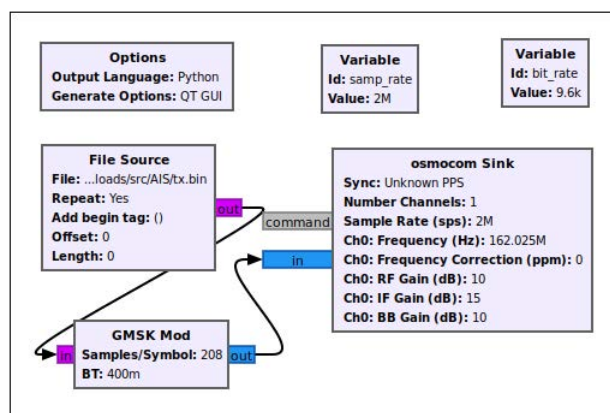 Options
Output Language: Python
Generate Options: QT GUI
Variable
Id: samp_rate
Value: 2M
Variable
Id: bit_rate
Value: 9.6k
File Source
File: ...loads/src/AIS/tx.bin
Repeat: Yes
Add begin tag: ()
Offset: 0
Length: 0
out
osmocom Sink
Sync: Unknown PPS
Number Channels: 1
Sample Rate (sps): 2M
Ch0: Frequency (Hz): 162.025M
Ch0: Frequency Correction (ppm): 0
Ch0: RF Gain (dB): 10
Ch0: IF Gain (dB): 15
Ch0: BB Gain (dB): 10
command
in
GMSK Mod
Samples/Symbol: 208
BT: 400m
in
out